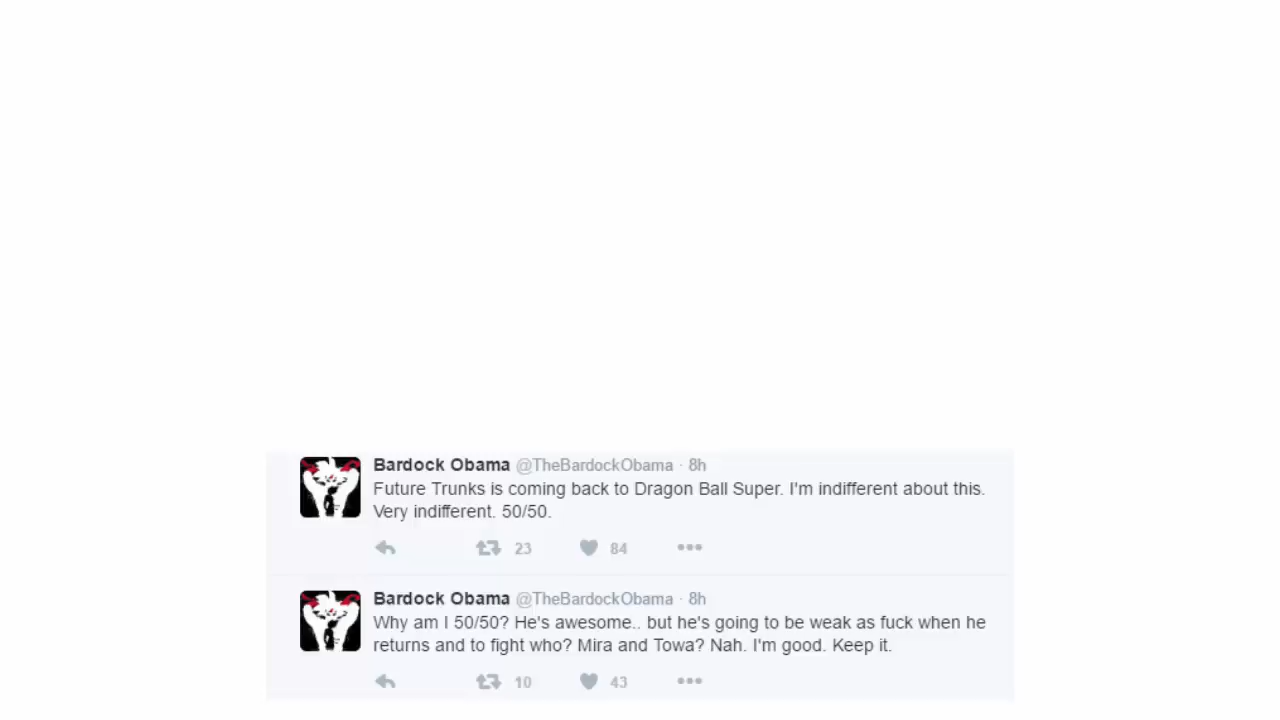 Bardock Obama @TheBardockObama · 8h
Future Trunks is coming back to Dragon Ball Super. I'm indifferent about this.
Very indifferent. 50/50.
23 84
Bardock Obama @TheBardockObama · 8h
Why am I 50/50? He's awesome.. but he's going to be weak as fuck when he
returns and to fight who? Mira and Towa? Nah. I'm good. Keep it.
10 43